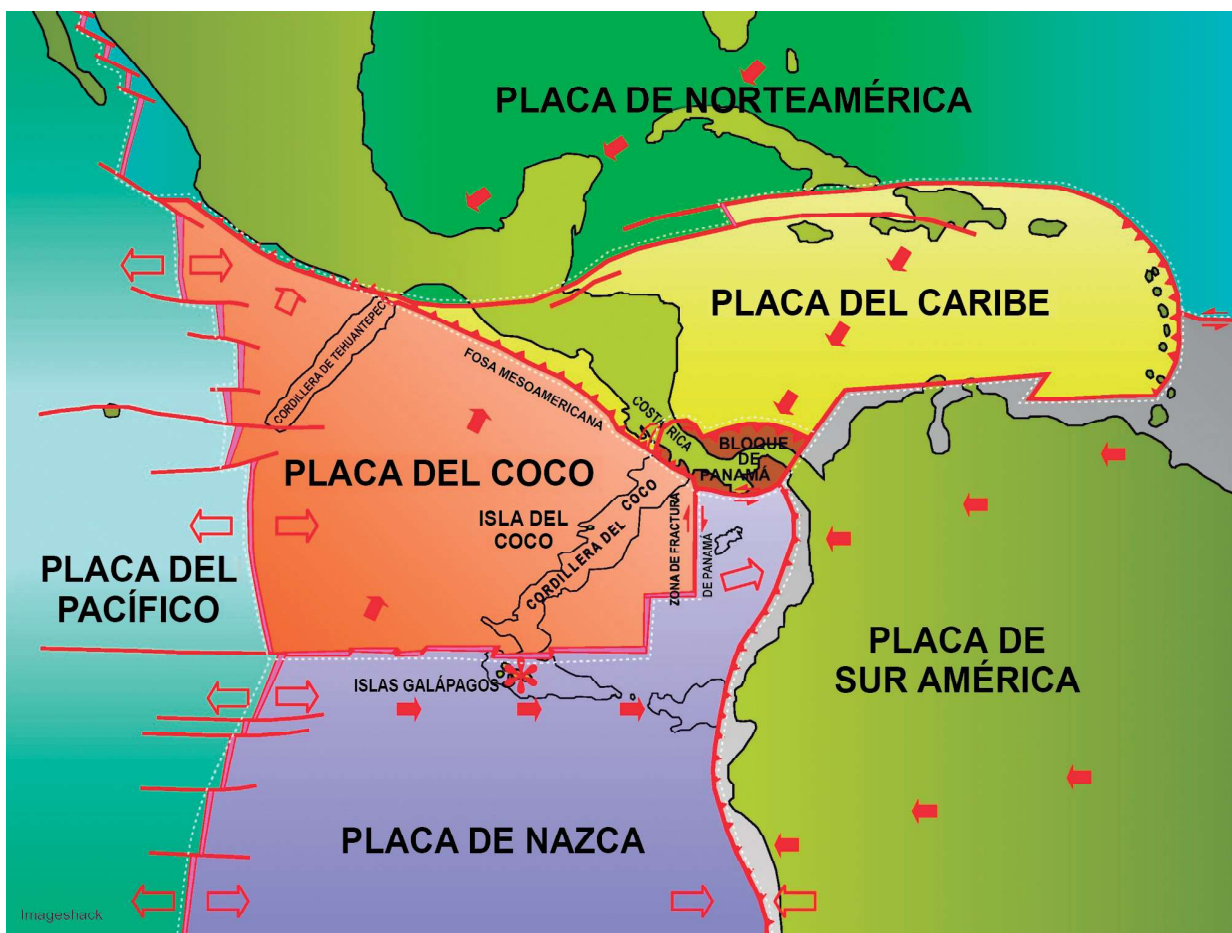 PLACA DE NORTEAMÉRICA
PLACA DEL CARIBE
CORDILLERA DE TEHUANTEPEC
FOSA MESOAMERICANA
COSTA RICA
BLOQUE
DE
PANAMÁ
PLACA DEL COCO
ISLA DEL
COCO
CORDILLERA DEL COCO
ZONA DE FRACTURA
DE PANAMÁ
PLACA DEL
PACÍFICO
PLACA DE
SUR AMÉRICA
ISLAS GALÁPAGOS
PLACA DE NAZCA
Imageshack